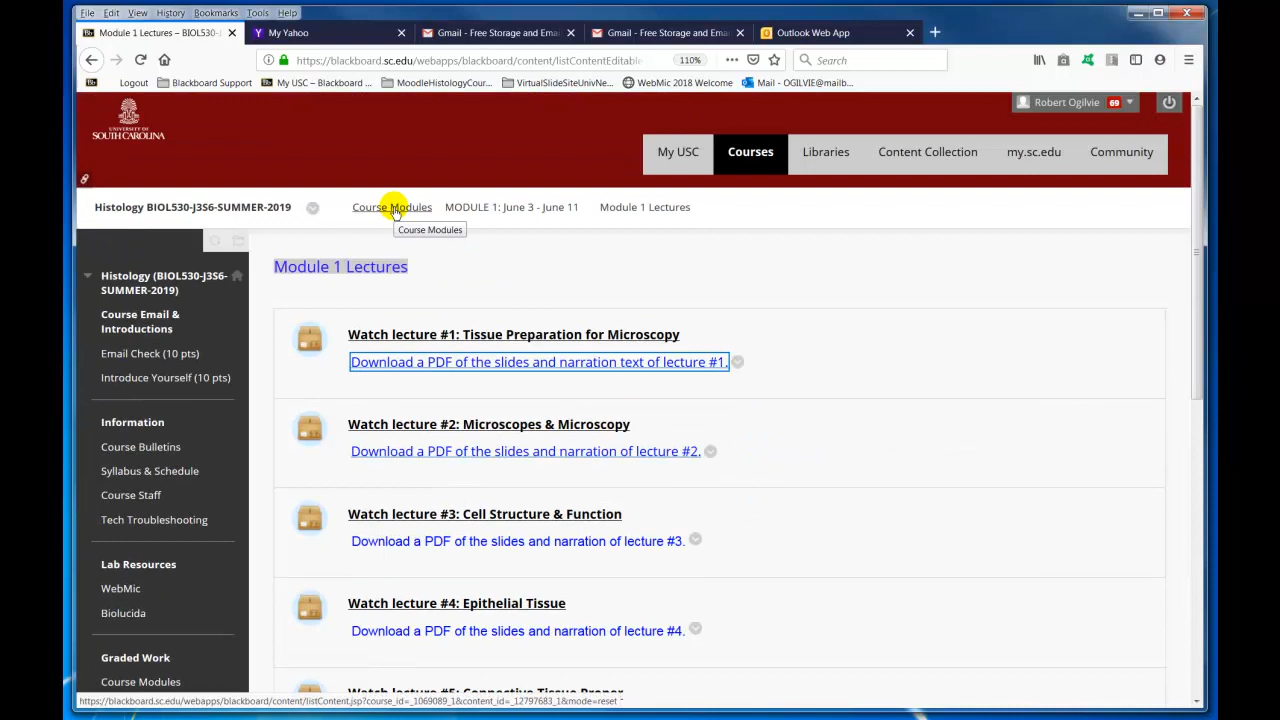 File Edit View History Bookmarks Tools Help
Module 1 Lectures – BIOL530-J
My Yahoo
Gmail - Free Storage and Ema
Gmail - Free Storage and Ema
Outlook Web App
https://blackboard.sc.edu/webapps/blackboard/content/listContentEditable
110%
Search
Logout Blackboard Support My USC – Blackboard ... MoodleHistologyCour... VirtualSlideSiteUnivNe... WebMic 2018 Welcome Mail - OGILVIE@mailb...
UNIVERSITY OF
SOUTH CAROLINA
Robert Ogilvie 69
My USC Courses Libraries Content Collection my.sc.edu Community
Histology BIOL530-J3S6-SUMMER-2019 Course Modules MODULE 1: June 3 - June 11 Module 1 Lectures
Course Modules
Histology (BIOL530-J3S6-
SUMMER-2019)
Course Email &
Introductions
Email Check (10 pts)
Introduce Yourself (10 pts)
Information
Course Bulletins
Syllabus & Schedule
Course Staff
Tech Troubleshooting
Lab Resources
WebMic
Biolucida
Graded Work
Course Modules
Module 1 Lectures
Watch lecture #1: Tissue Preparation for Microscopy
Download a PDF of the slides and narration text of lecture #1.
Watch lecture #2: Microscopes & Microscopy
Download a PDF of the slides and narration of lecture #2.
Watch lecture #3: Cell Structure & Function
Download a PDF of the slides and narration of lecture #3.
Watch lecture #4: Epithelial Tissue
Download a PDF of the slides and narration of lecture #4.
Watch lecture #5: Connective Tissue Proper
https://blackboard.sc.edu/webapps/blackboard/content/listContent.jsp?course_id=_1069089_1&content_id=_12797683_1&mode=reset